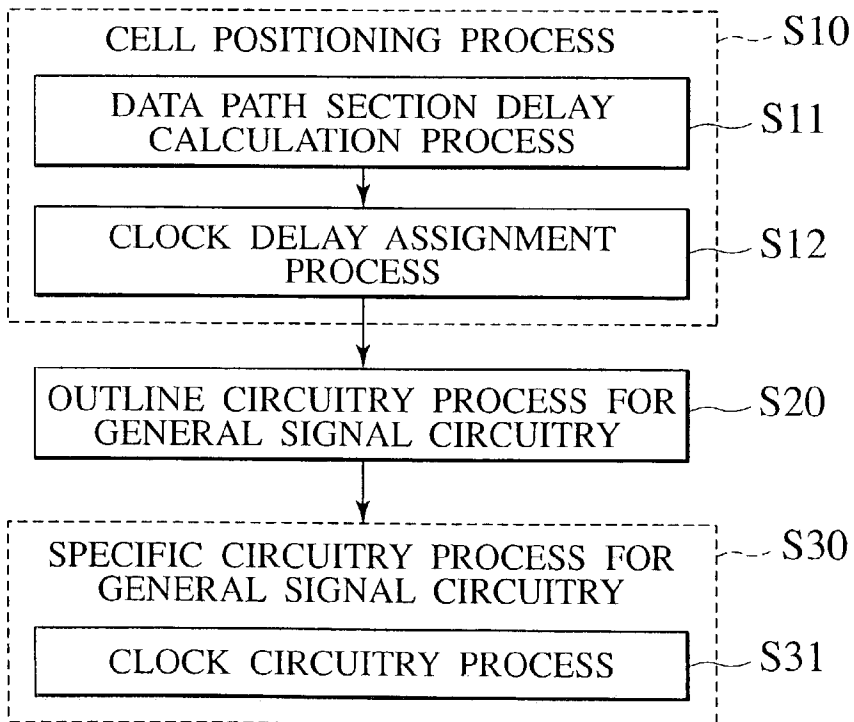 CELL POSITIONING PROCESS
S10
DATA PATH SECTION DELAY
CALCULATION PROCESS
S11
CLOCK DELAY ASSIGNMENT
PROCESS
S12
OUTLINE CIRCUITRY PROCESS FOR
GENERAL SIGNAL CIRCUITRY
S20
SPECIFIC CIRCUITRY PROCESS FOR
GENERAL SIGNAL CIRCUITRY
S30
CLOCK CIRCUITRY PROCESS
S31